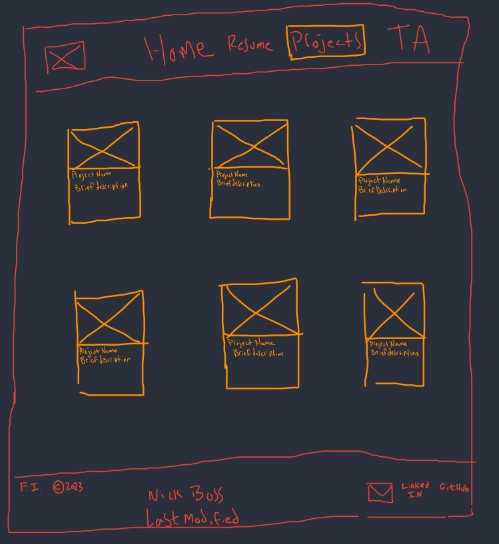 Home Resume Projects TA
Project Name
Brief description
Project Nam
Brief description
Project Name
Brief Description
Project Name
Brief description
Project Name
Brief description
Project Name
Brief description
F.I. ©2023
Nick Boss
Last Modified
Linked IN
GitHub